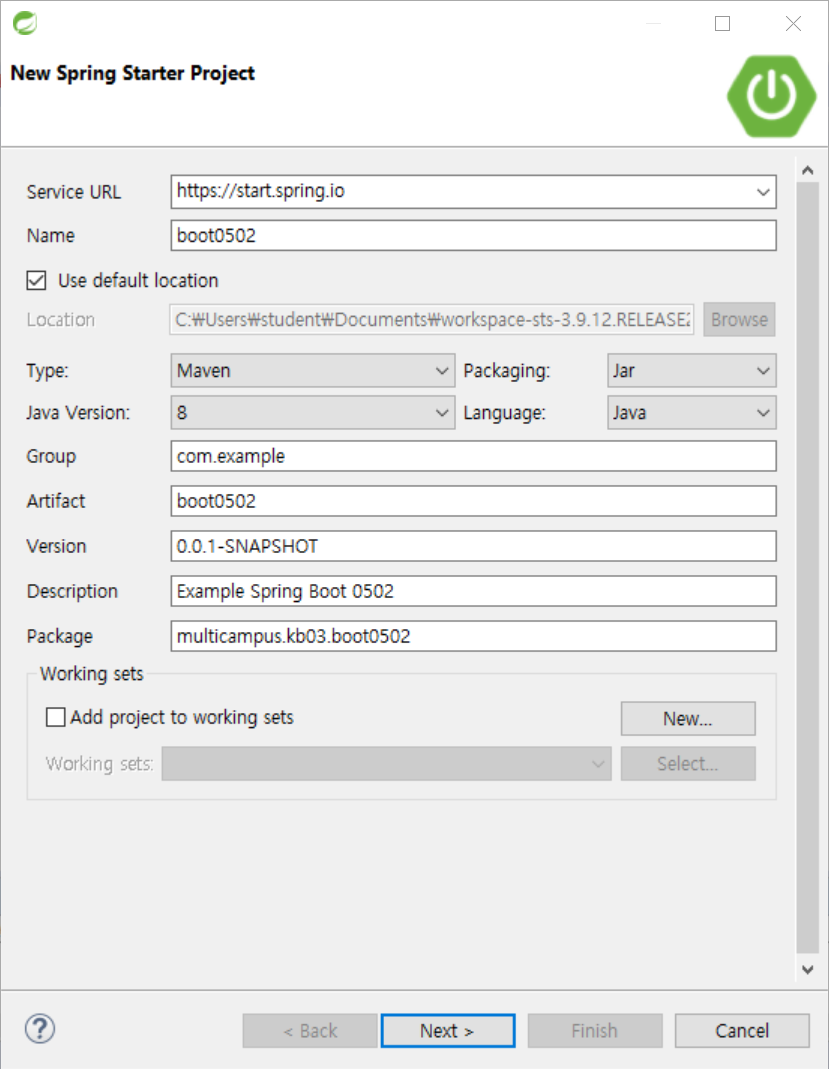 New Spring Starter Project
Service URL https://start.spring.io
Name boot0502
Use default location
Location C:₩Users₩student₩Documents₩workspace-sts-3.9.12.RELEASE2 Browse
Type: Maven Packaging: Jar
Java Version: 8 Language: Java
Group com.example
Artifact boot0502
Version 0.0.1-SNAPSHOT
Description Example Spring Boot 0502
Package multicampus.kb03.boot0502
Working sets
Add project to working sets New...
Working sets: Select...
< Back Next > Finish Cancel